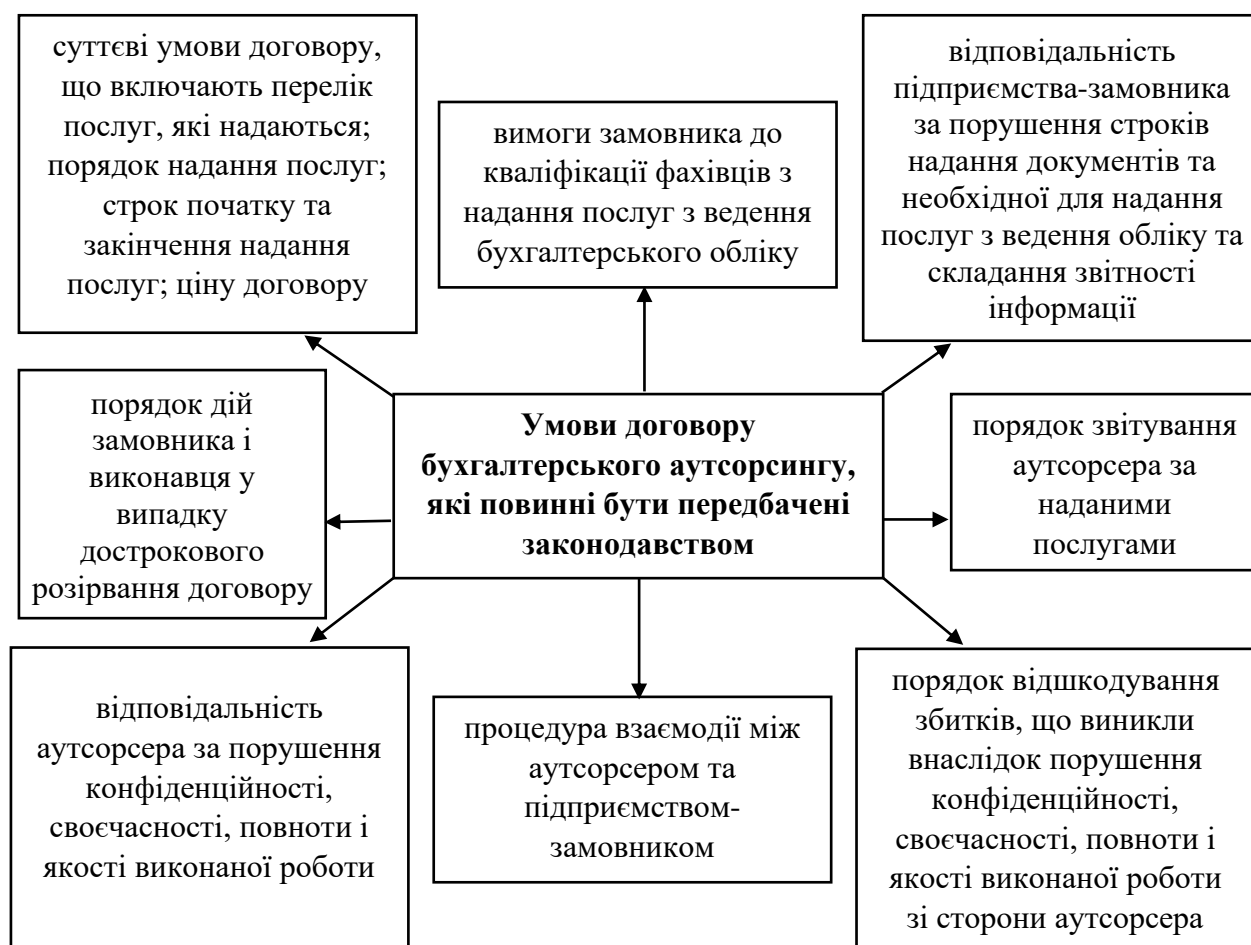 суттєві умови договору,
що включають перелік
послуг, які надаються;
порядок надання послуг;
строк початку та
закінчення надання
послуг; ціну договору
вимоги замовника до
кваліфікації фахівців з
надання послуг з ведення
бухгалтерського обліку
відповідальність
підприємства-замовника
за порушення строків
надання документів та
необхідної для надання
послуг з ведення обліку та
складання звітності
інформації
порядок дій
замовника і
виконавця у
випадку
дострокового
розірвання договору
Умови договору
бухгалтерського аутсорсингу,
які повинні бути передбачені
законодавством
порядок звітування
аутсорсера за
наданими
послугами
відповідальність
аутсорсера за порушення
конфіденційності,
своєчасності, повноти і
якості виконаної роботи
процедура взаємодії між
аутсорсером та
підприємством-
замовником
порядок відшкодування
збитків, що виникли
внаслідок порушення
конфіденційності,
своєчасності, повноти і
якості виконаної роботи
зі сторони аутсорсера